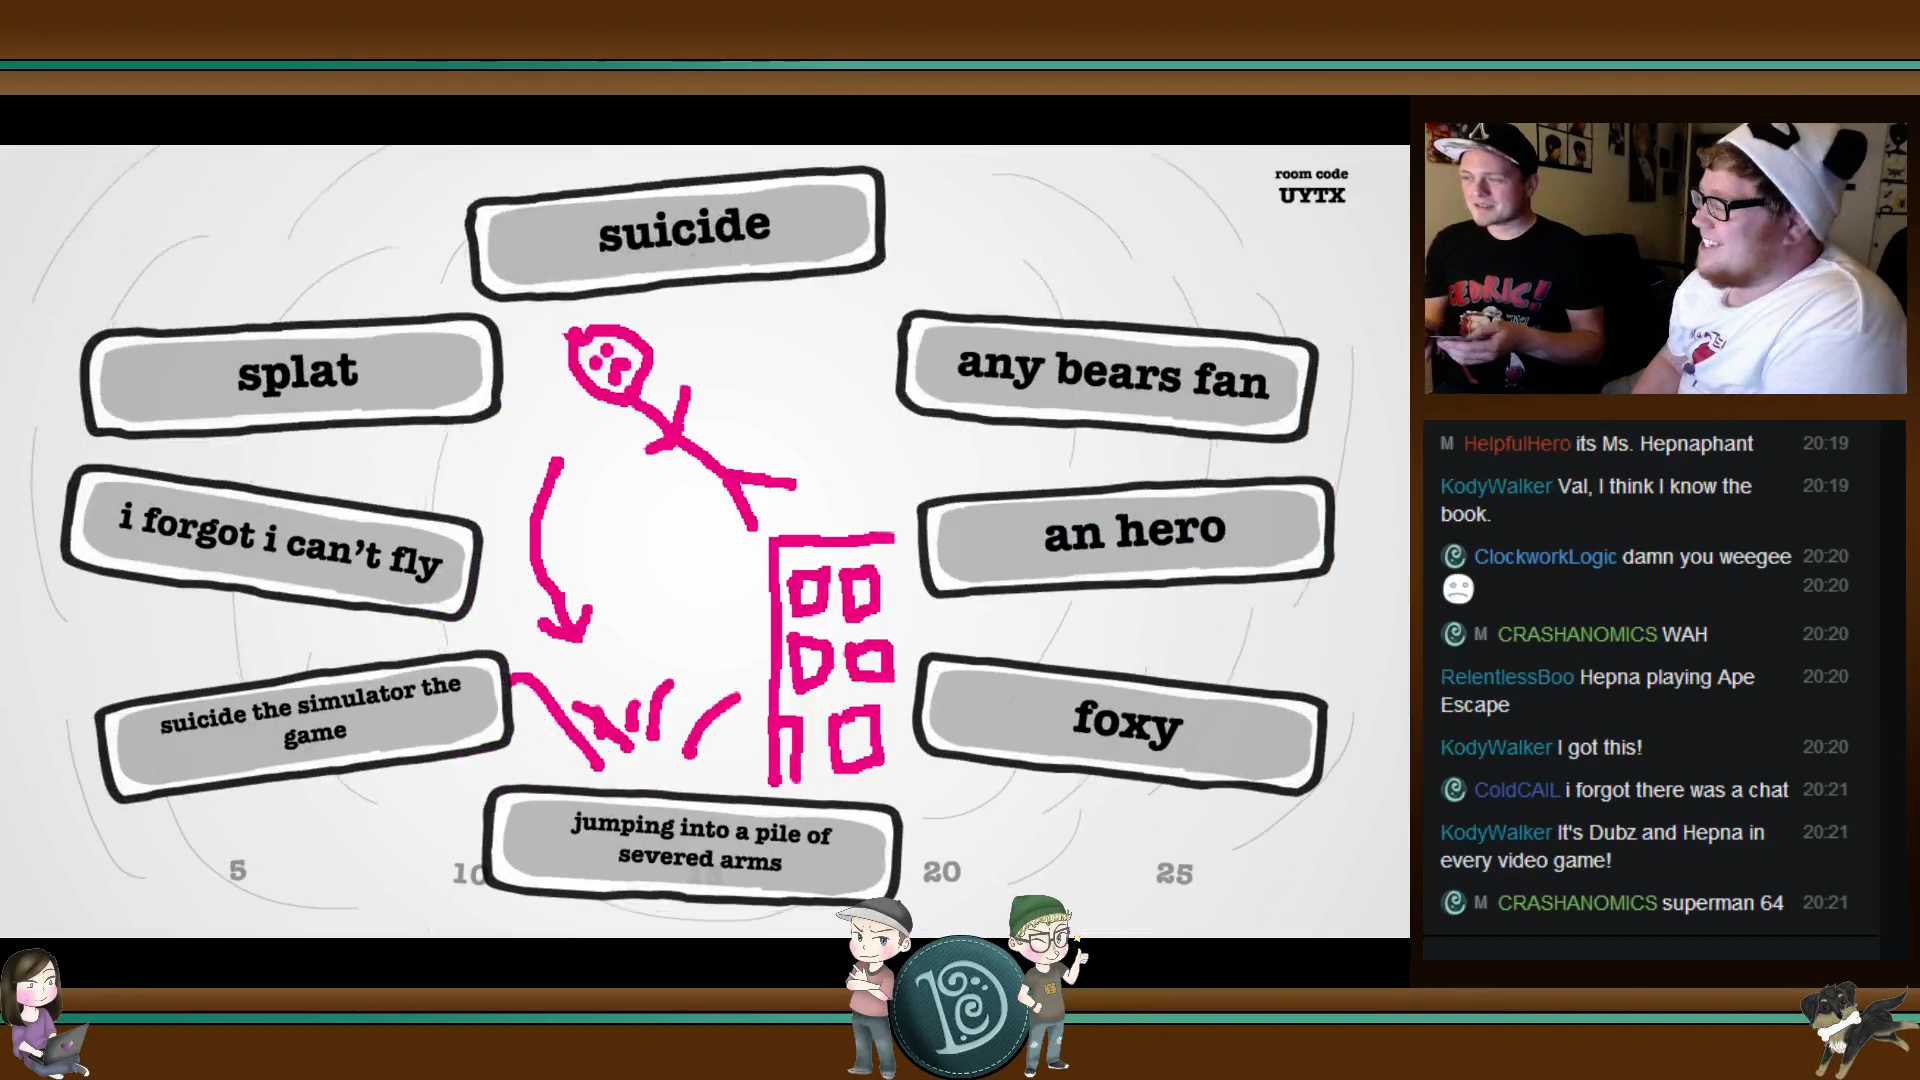 room code
UYTX
suicide
splat
any bears fan
i forgot i can't fly
an hero
suicide the simulator the
game
foxy
jumping into a pile of
severed arms
5
10
20
25
M HelpfulHero its Ms. Hepnaphant 20:19
KodyWalker Val, I think I know the 20:19
book.
ClockworkLogic damn you weegee 20:20
20:20
M CRASHANOMICS WAH 20:20
RelentlessBoo Hepna playing Ape 20:20
Escape
KodyWalker I got this! 20:20
ColdCAIL i forgot there was a chat 20:21
KodyWalker It's Dubz and Hepna in 20:21
every video game!
M CRASHANOMICS superman 64 20:21